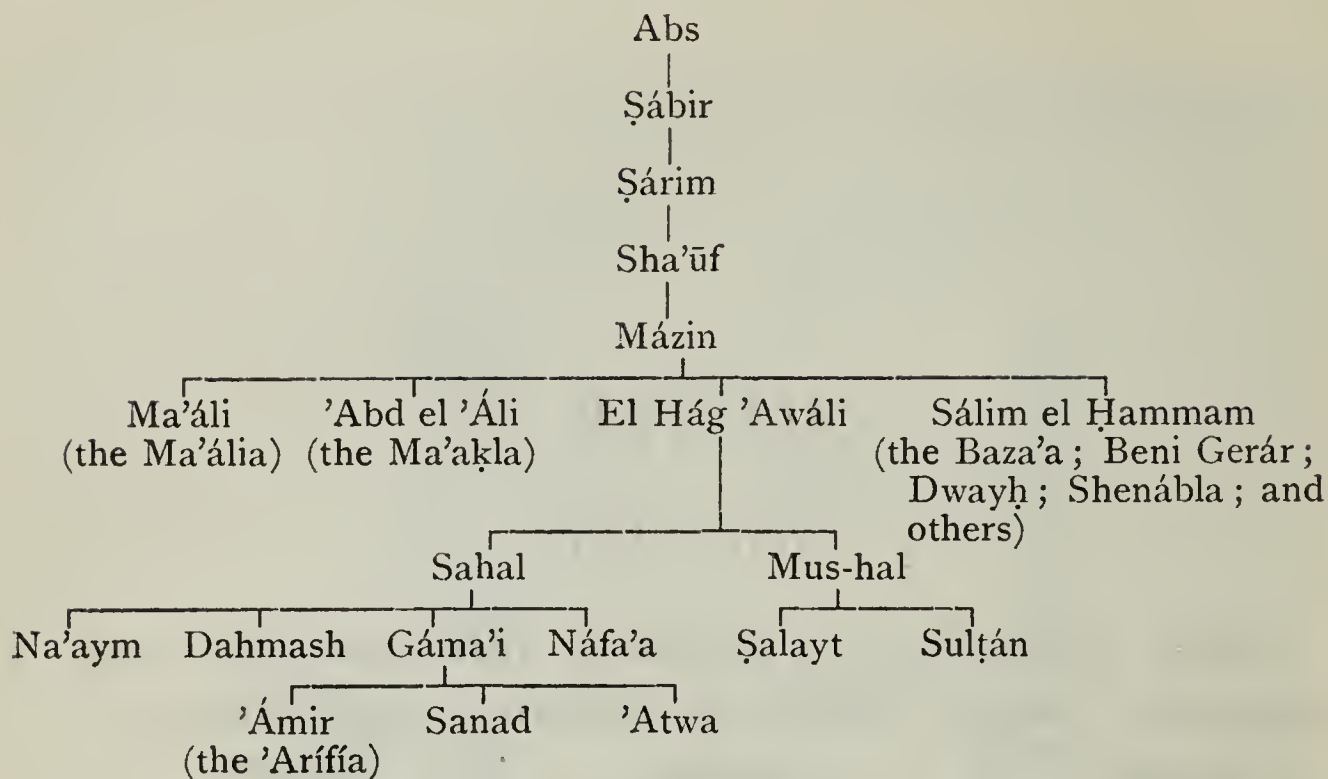 Abs
Ṣábir
Ṣárim
Sha’ūf
Mázin
Ma’áli ’Abd el ’Áli El Hág ’Awáli Sálim el Ḥammam
(the Ma’ália) (the Ma’aḳla) (the Baza’a; Beni Gerár;
Dwayḥ; Shenábla; and
others)
Sahal Mus-hal
Na’aym Dahmash Gáma’i Náfa’a Ṣalayt Sulṭán
’Ámir Sanad ’Atwa
(the ’Arífía)